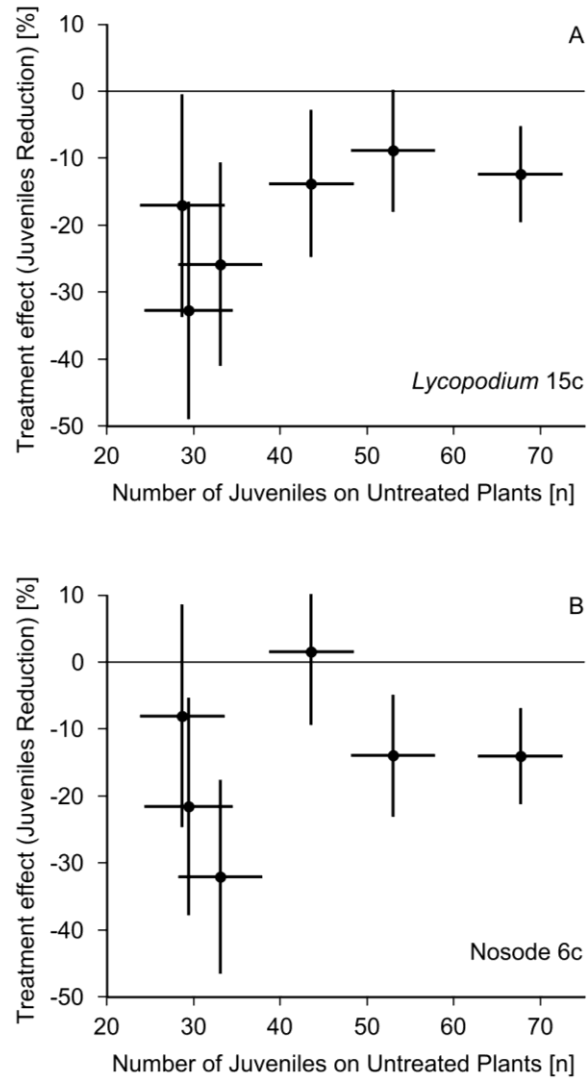 A
Treatment effect (Juveniles Reduction) [%]
10
0
-10
-20
-30
-40
-50
Lycopodium 15c
20 30 40 50 60 70
Number of Juveniles on Untreated Plants [n]
B
Treatment effect (Juveniles Reduction) [%]
10
0
-10
-20
-30
-40
-50
Nosode 6c
20 30 40 50 60 70
Number of Juveniles on Untreated Plants [n]